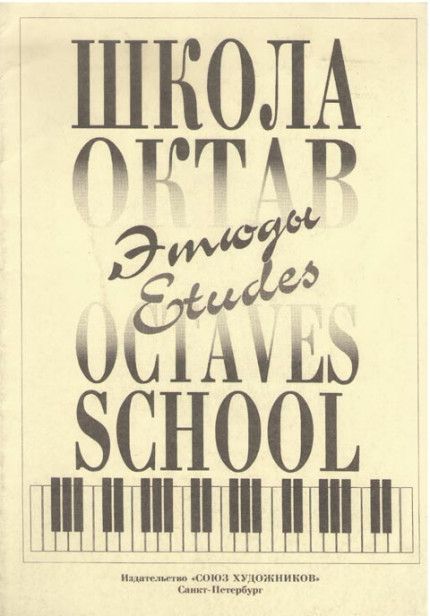 ШКОЛА
ОКТАВ
Этюды
Etudes
OCTAVES
SCHOOL
Издательство «СОЮЗ ХУДОЖНИКОВ»
Санкт-Петербург